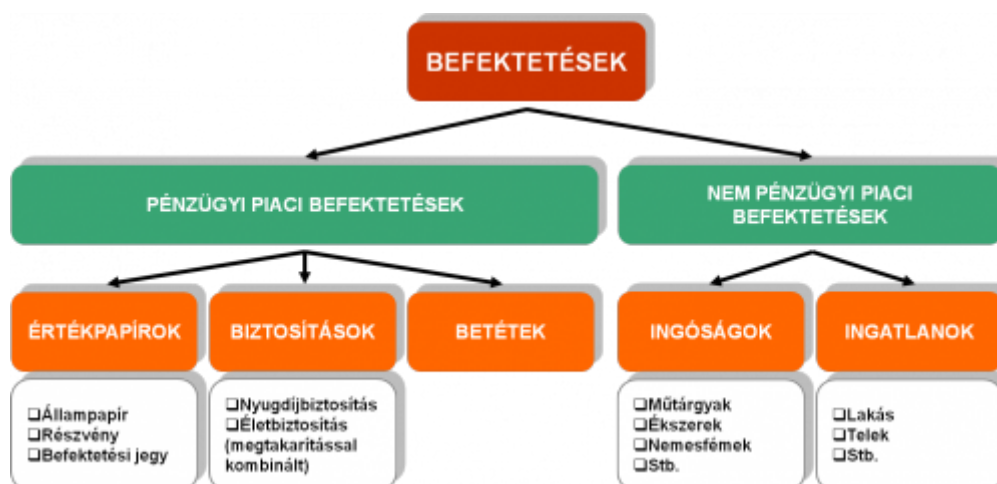 BEFEKTETÉSEK
PÉNZÜGYI PIACI BEFEKTETÉSEK
NEM PÉNZÜGYI PIACI
BEFEKTETÉSEK
ÉRTÉKPAPÍROK
BIZTOSÍTÁSOK
BETÉTEK
INGÓSÁGOK
INGATLANOK
❑Állampapír
❑Részvény
❑Befektetési jegy
❑Nyugdíjbiztosítás
❑Életbiztosítás
(megtakarítással
kombinált)
❑Műtárgyak
❑Ékszerek
❑Nemesfémek
❑Stb.
❑Lakás
❑Telek
❑Stb.